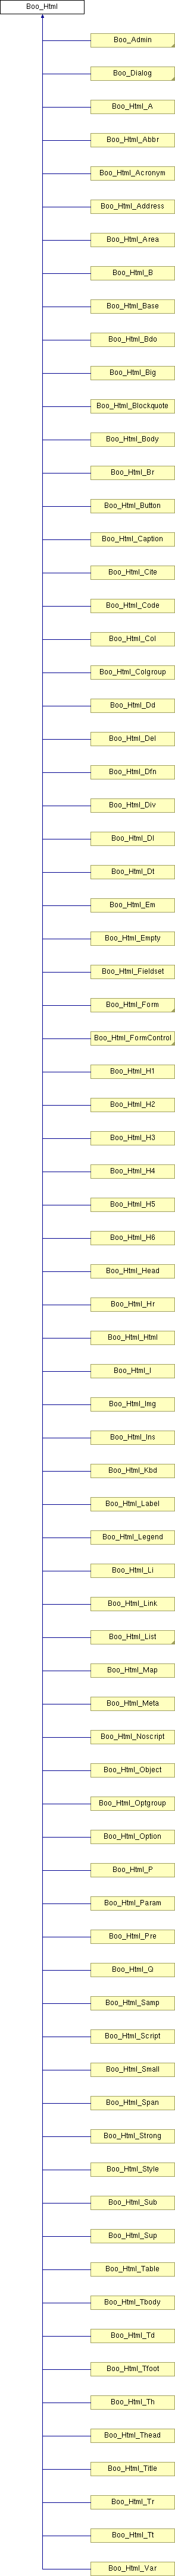 Boo_Html
Boo_Admin
Boo_Dialog
Boo_Html_A
Boo_Html_Abbr
Boo_Html_Acronym
Boo_Html_Address
Boo_Html_Area
Boo_Html_B
Boo_Html_Base
Boo_Html_Bdo
Boo_Html_Big
Boo_Html_Blockquote
Boo_Html_Body
Boo_Html_Br
Boo_Html_Button
Boo_Html_Caption
Boo_Html_Cite
Boo_Html_Code
Boo_Html_Col
Boo_Html_Colgroup
Boo_Html_Dd
Boo_Html_Del
Boo_Html_Dfn
Boo_Html_Div
Boo_Html_Dl
Boo_Html_Dt
Boo_Html_Em
Boo_Html_Empty
Boo_Html_Fieldset
Boo_Html_Form
Boo_Html_FormControl
Boo_Html_H1
Boo_Html_H2
Boo_Html_H3
Boo_Html_H4
Boo_Html_H5
Boo_Html_H6
Boo_Html_Head
Boo_Html_Hr
Boo_Html_Html
Boo_Html_I
Boo_Html_Img
Boo_Html_Ins
Boo_Html_Kbd
Boo_Html_Label
Boo_Html_Legend
Boo_Html_Li
Boo_Html_Link
Boo_Html_List
Boo_Html_Map
Boo_Html_Meta
Boo_Html_Noscript
Boo_Html_Object
Boo_Html_Optgroup
Boo_Html_Option
Boo_Html_P
Boo_Html_Param
Boo_Html_Pre
Boo_Html_Q
Boo_Html_Samp
Boo_Html_Script
Boo_Html_Small
Boo_Html_Span
Boo_Html_Strong
Boo_Html_Style
Boo_Html_Sub
Boo_Html_Sup
Boo_Html_Table
Boo_Html_Tbody
Boo_Html_Td
Boo_Html_Tfoot
Boo_Html_Th
Boo_Html_Thead
Boo_Html_Title
Boo_Html_Tr
Boo_Html_Tt
Boo_Html_Var